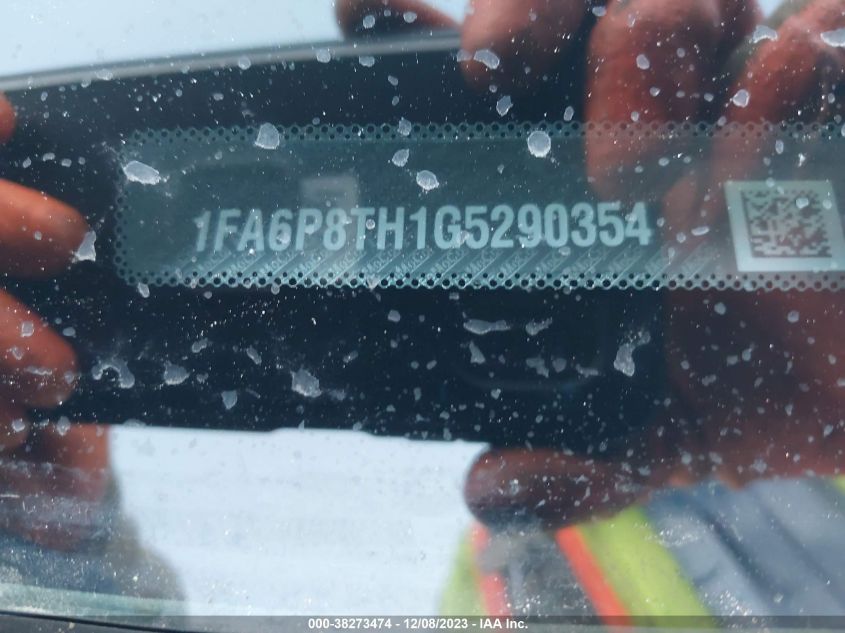 1FA6P8TH1G5290354
000-38273474 - 12/08/2023 - IAA Inc.